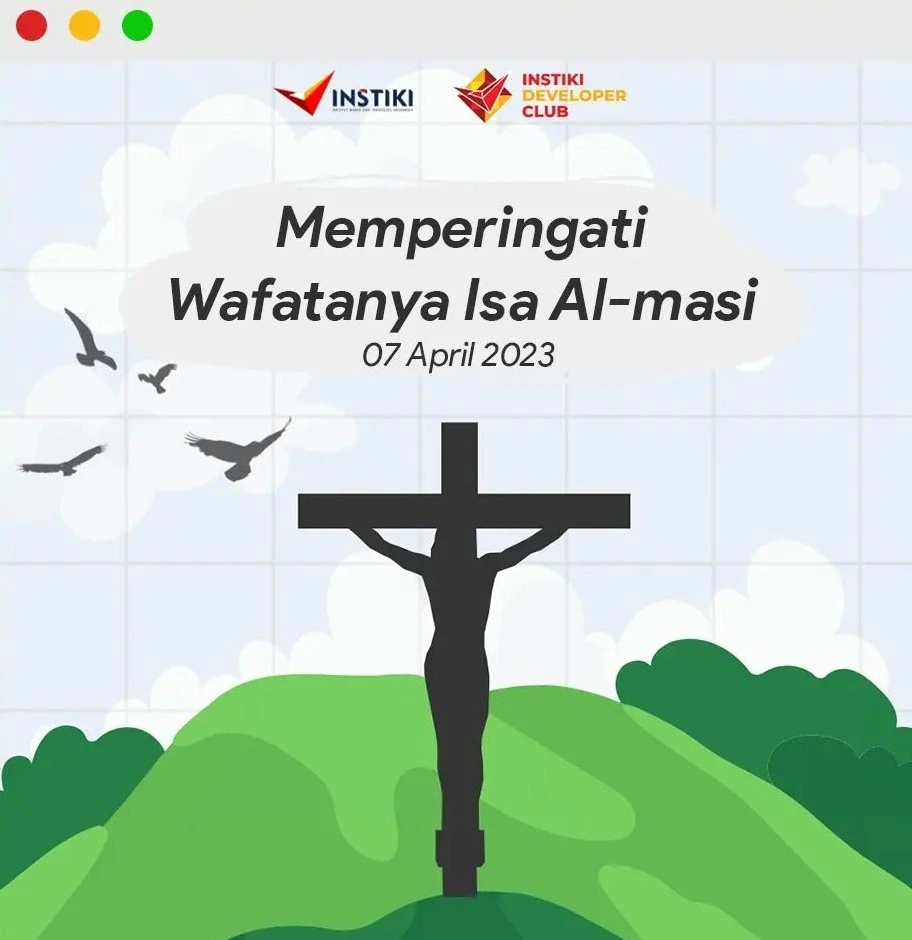 INSTIKI
INSTIKI
DEVELOPER
CLUB
Memperingati
Wafatanya Isa Al-masi
07 April 2023